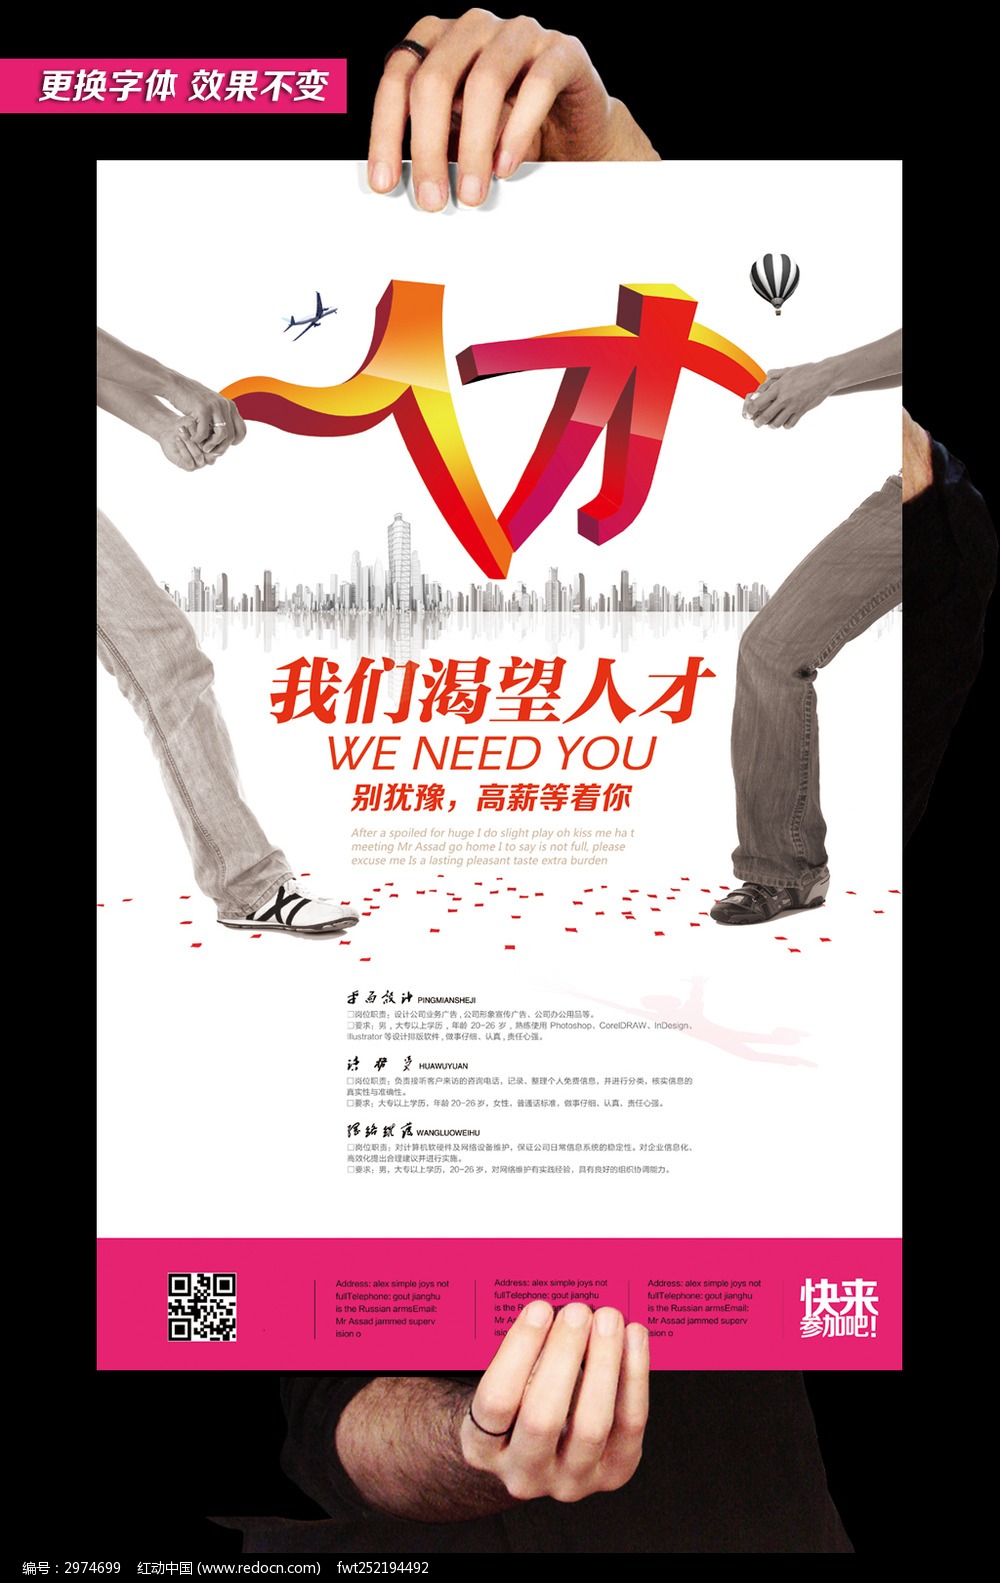 更换字体 效果不变
人才
我们渴望人才
WE NEED YOU
别犹豫，高薪等着你
After a spoiled for huge I do slight play oh kiss me ha t
meeting Mr Assad go home I to say is not full, please
excuse me Is a lasting pleasant taste extra burden
平面设计 PINGMIANSHEJI
□岗位职责：设计公司业务广告，公司形象宣传广告、公司办公用品等。
□要求：男，大专以上学历，年龄 20-26 岁，熟练使用 Photoshop、CorelDRAW、InDesign、
Illustrator 等设计排版软件，做事仔细、认真，责任心强。
HUAWUYUAN
□岗位职责：负责接听客户来访的咨询电话，记录、整理个人免费信息，并进行分类，核实信息的
真实性与准确性。
□要求：大专以上学历，年龄 20-26 岁，女性，普通话标准，做事仔细、认真、责任心强。
WANGLUOWEIHU
□岗位职责：对计算机软硬件及网络设备维护，保证公司日常信息系统的稳定性。对企业信息化、
高效化提出合理建议并进行实施。
□要求：男，大专以上学历，20-26 岁，对网络维护有实践经验，具有良好的组织协调能力。
Address: alex simple joys not
fullTelephone: gout jianghu
is the Russian armsEmail:
Mr Assad jammed superv
ision o
Address: alex simple joys not
fullTelephone: gout jianghu
is the R
Mr Ass
isio
Address: alex simple joys not
fullTelephone: gout jianghu
is the Russian armsEmail:
Mr Assad jammed superv
ision o
快来
参加吧!
编号：2974699 红动中国 (www.redocn.com) fwt252194492